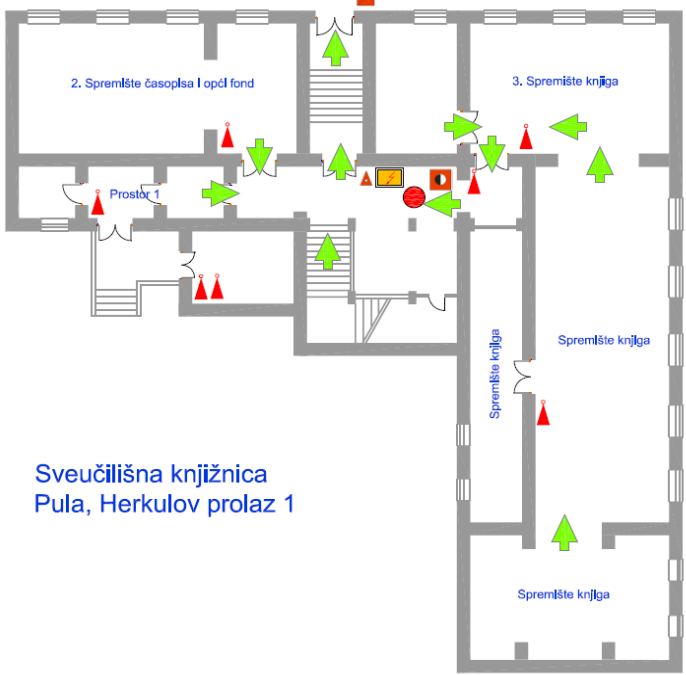 2. Spremište časopisa I opći fond
3. Spremište knjiga
Prostor 1
Spremište knjiga
Spremište knjiga
Sveučilišna knjižnica
Pula, Herkulov prolaz 1
Spremište knjiga